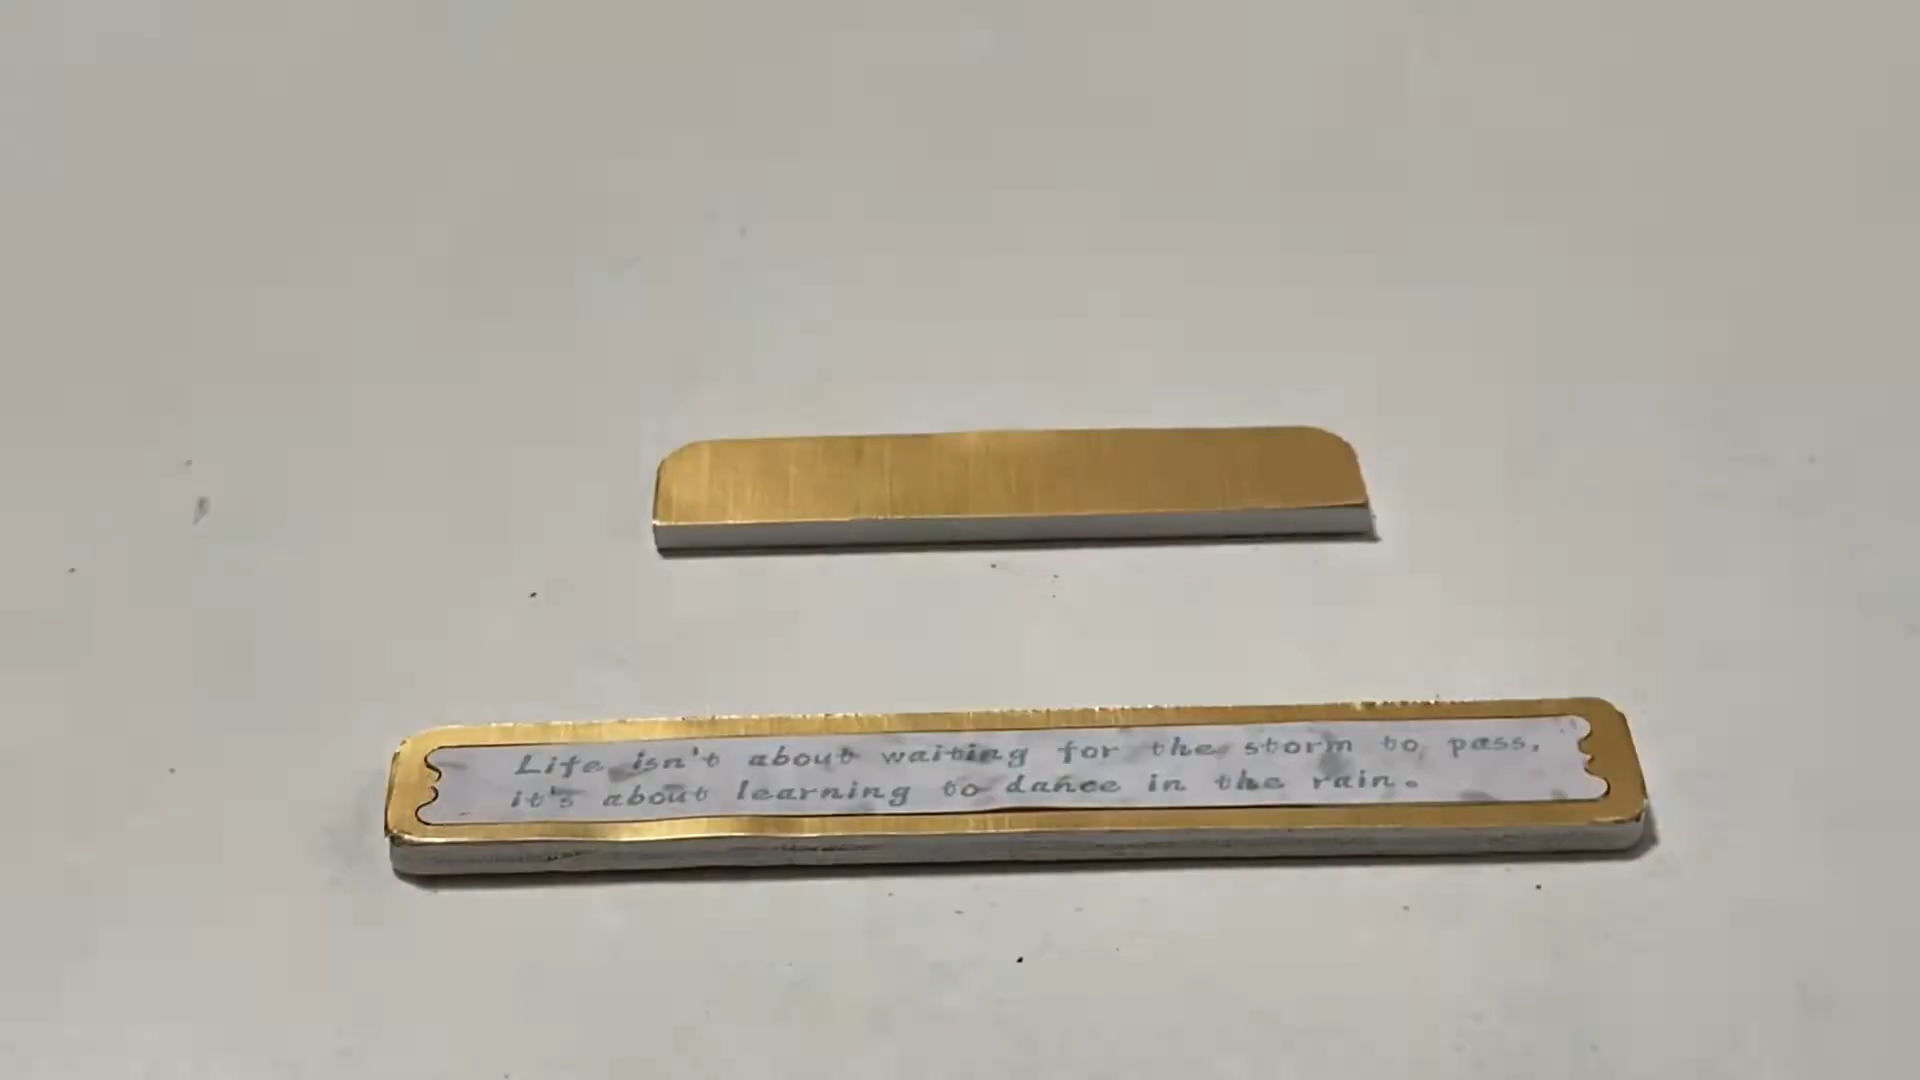 Life isn't about waiting for the storm to pass,
it's about learning to dance in the rain.